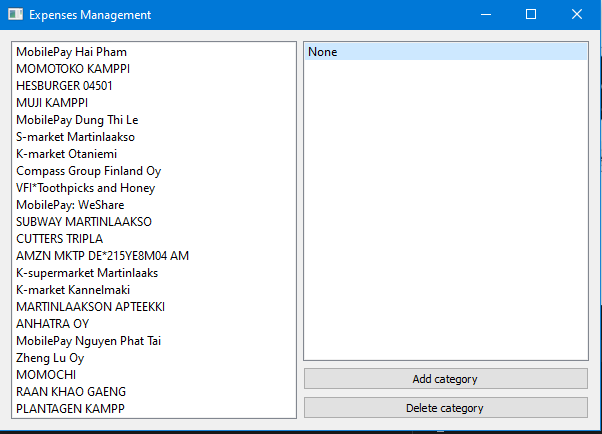 Expenses Management
MobilePay Hai Pham
MOMOTOKO KAMPPI
HESBURGER 04501
MUJI KAMPPI
MobilePay Dung Thi Le
S-market Martinlaakso
K-market Otaniemi
Compass Group Finland Oy
VFI*Toothpicks and Honey
MobilePay: WeShare
SUBWAY MARTINLAAKSO
CUTTERS TRIPLA
AMZN MKTP DE*215YE8M04 AM
K-supermarket Martinlaaks
K-market Kannelmaki
MARTINLAAKSON APTEEKKI
ANHATRA OY
MobilePay Nguyen Phat Tai
Zheng Lu Oy
MOMOCHI
RAAN KHAO GAENG
PLANTAGEN KAMPP
None
Add category
Delete category